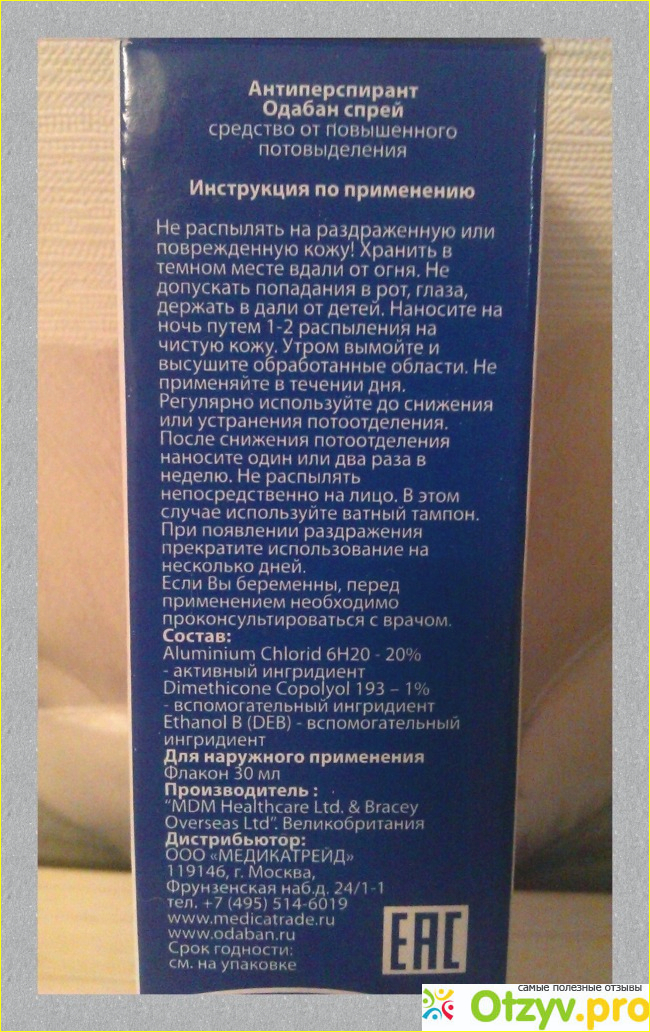 Антиперспирант
Одабан спрей
средство от повышенного
потовыделения
Инструкция по применению
Не распылять на раздраженную или
поврежденную кожу! Хранить в
темном месте вдали от огня. Не
допускать попадания в рот, глаза,
держать в дали от детей. Наносите на
ночь путем 1-2 распыления на
чистую кожу. Утром вымойте и
высушите обработанные области. Не
применяйте в течении дня.
Регулярно используйте до снижения
или устранения потоотделения.
После снижения потоотделения
наносите один или два раза в
неделю. Не распылять
непосредственно на лицо. В этом
случае используйте ватный тампон.
При появлении раздражения
прекратите использование на
несколько дней.
Если Вы беременны, перед
применением необходимо
проконсультироваться с врачом.
Состав:
Aluminium Chlorid 6H20 - 20%
- активный ингридиент
Dimethicone Copolyol 193 – 1%
- вспомогательный ингридиент
Ethanol B (DEB) - вспомогательный
ингридиент
Для наружного применения
Флакон 30 мл
Производитель :
"MDM Healthcare Ltd. & Bracey
Overseas Ltd". Великобритания
Дистрибьютор:
ООО «МЕДИКАТРЕЙД»
119146, г. Москва,
Фрунзенская наб.д. 24/1-1
тел. +7 (495) 514-6019
www.medicatrade.ru
www.odaban.ru
Срок годности:
см. на упаковке
EAC
самые полезные отзывы
Otzyv.pro